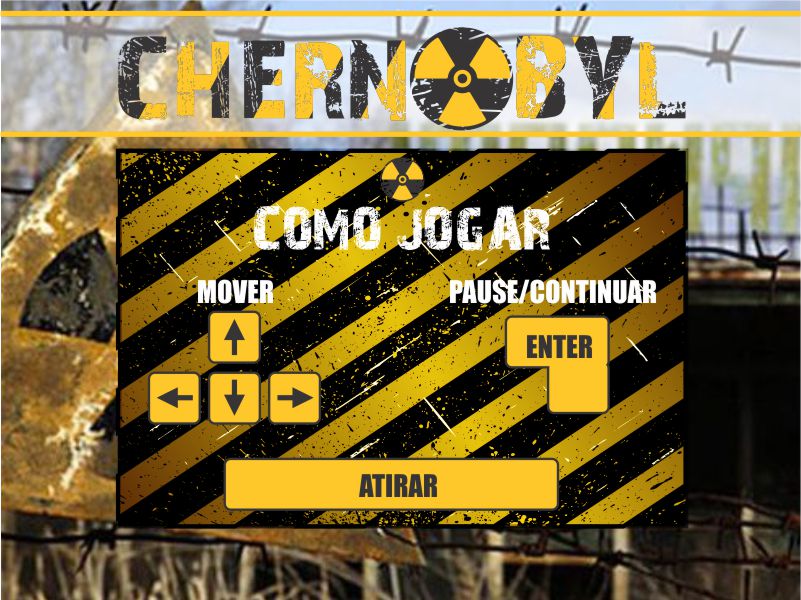 CHERNOBYL
COMO JOGAR
MOVER
PAUSE/CONTINUAR
ENTER
ATIRAR